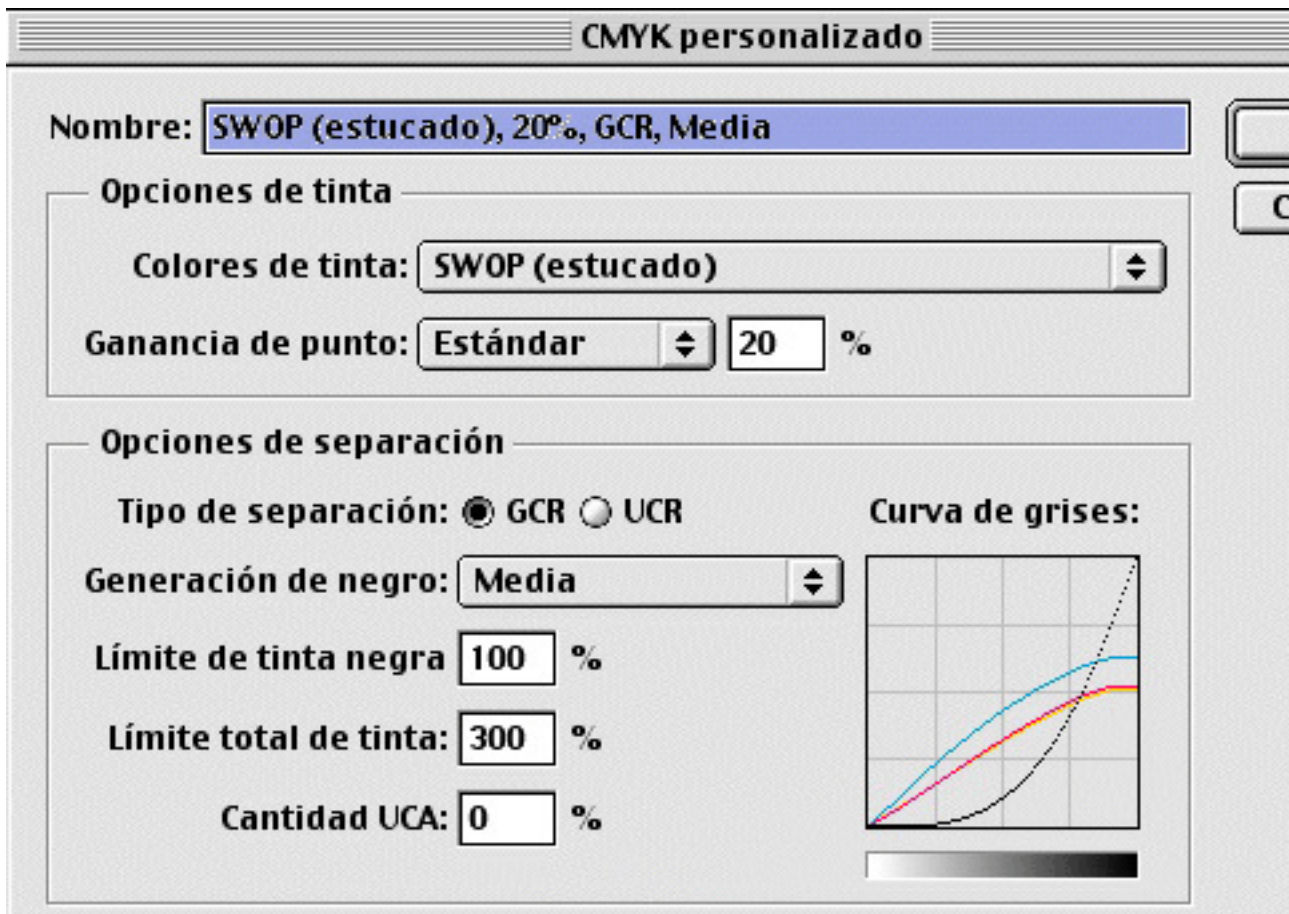 CMYK personalizado
Nombre: SWOP (estucado), 20%, GCR, Media
Opciones de tinta
Colores de tinta: SWOP (estucado)
Ganancia de punto: Estándar 20 %
Opciones de separación
Tipo de separación: GCR UCR
Curva de grises:
Generación de negro: Media
Límite de tinta negra 100 %
Límite total de tinta: 300 %
Cantidad UCA: 0 %